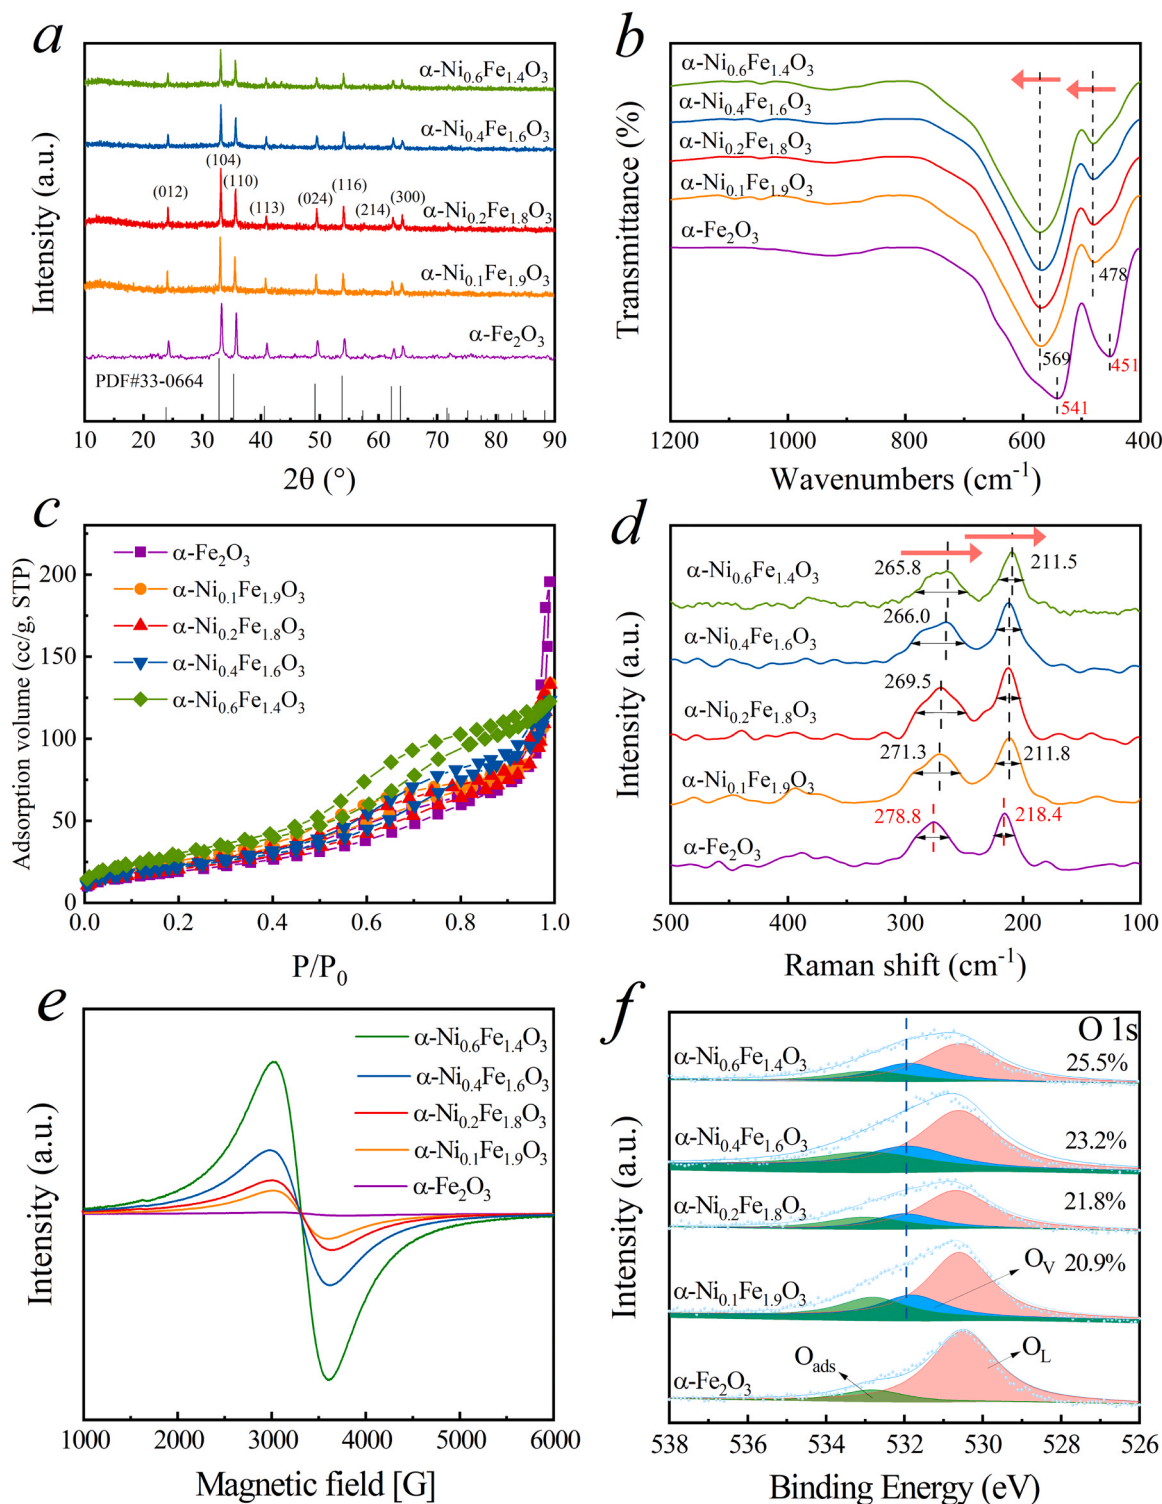 a
α-Ni0.6Fe1.4O3
α-Ni0.4Fe1.6O3
(104)
(012)
(110)
(113)
(024)
(116)
(214)
(300)
α-Ni0.2Fe1.8O3
α-Ni0.1Fe1.9O3
α-Fe2O3
PDF#33-0664
Intensity (a.u.)
10 20 30 40 50 60 70 80 90
2θ (°)
b
α-Ni0.6Fe1.4O3
α-Ni0.4Fe1.6O3
α-Ni0.2Fe1.8O3
α-Ni0.1Fe1.9O3
α-Fe2O3
478
569
451
541
Transmittance (%)
1200 1000 800 600 400
Wavenumbers (cm-1)
c
α-Fe2O3
α-Ni0.1Fe1.9O3
α-Ni0.2Fe1.8O3
α-Ni0.4Fe1.6O3
α-Ni0.6Fe1.4O3
200
150
100
50
0
Adsorption volume (cc/g, STP)
0.0 0.2 0.4 0.6 0.8 1.0
P/P0
d
α-Ni0.6Fe1.4O3
265.8
211.5
α-Ni0.4Fe1.6O3
266.0
α-Ni0.2Fe1.8O3
269.5
α-Ni0.1Fe1.9O3
271.3
211.8
α-Fe2O3
278.8
218.4
Intensity (a.u.)
500 400 300 200 100
Raman shift (cm-1)
e
α-Ni0.6Fe1.4O3
α-Ni0.4Fe1.6O3
α-Ni0.2Fe1.8O3
α-Ni0.1Fe1.9O3
α-Fe2O3
Intensity (a.u.)
1000 2000 3000 4000 5000 6000
Magnetic field [G]
f
O 1s
α-Ni0.6Fe1.4O3
25.5%
α-Ni0.4Fe1.6O3
23.2%
α-Ni0.2Fe1.8O3
21.8%
α-Ni0.1Fe1.9O3
OV 20.9%
α-Fe2O3
Oads
OL
Intensity (a.u.)
538 536 534 532 530 528 526
Binding Energy (eV)